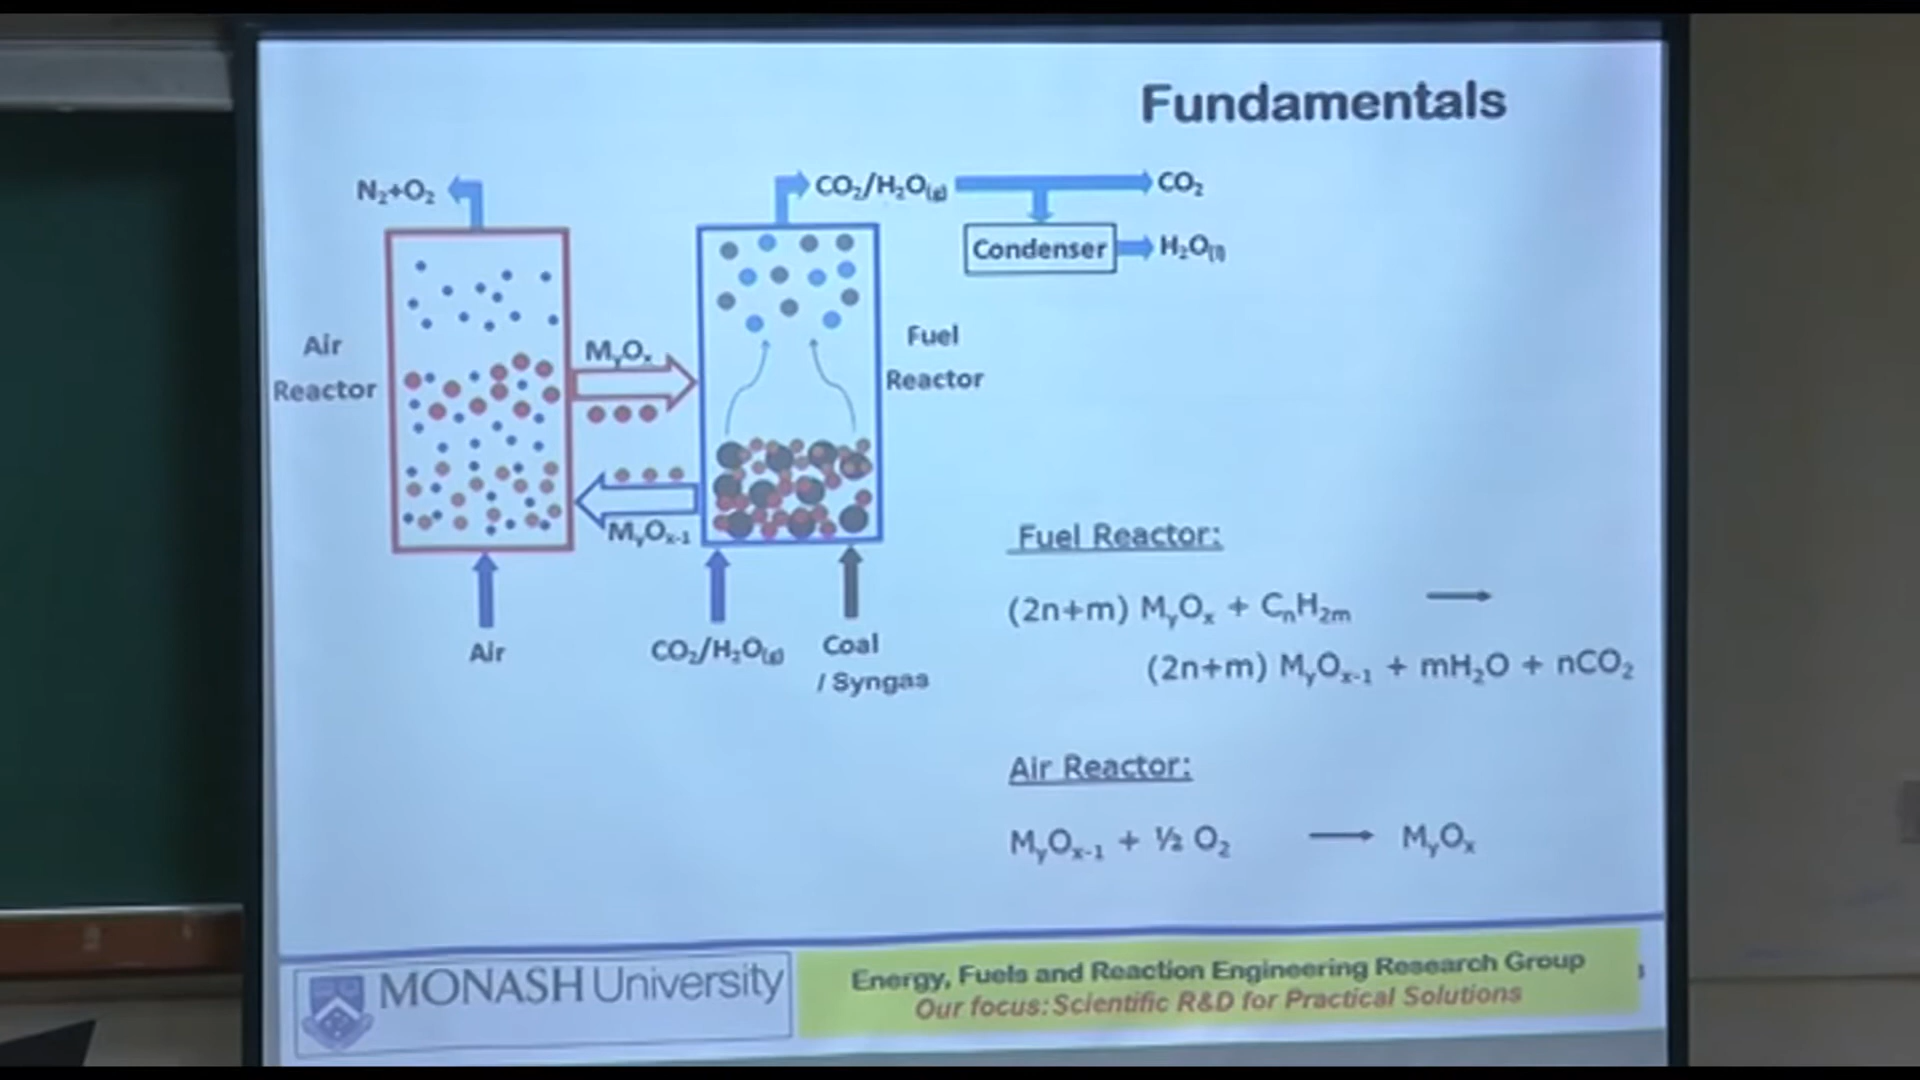 Fundamentals
N₂+O₂
CO₂/H₂O(g)
CO₂
Condenser
H₂O(l)
Air
Reactor
MyOx
Fuel
Reactor
MyOx-1
Air
CO₂/H₂O(g)
Coal
/ Syngas
Fuel Reactor:
(2n+m) MyOx + CnH2m →
(2n+m) MyOx-1 + mH₂O + nCO₂
Air Reactor:
MyOx-1 + ½ O₂ → MyOx
MONASH University
Energy, Fuels and Reaction Engineering Research Group
Our focus: Scientific R&D for Practical Solutions